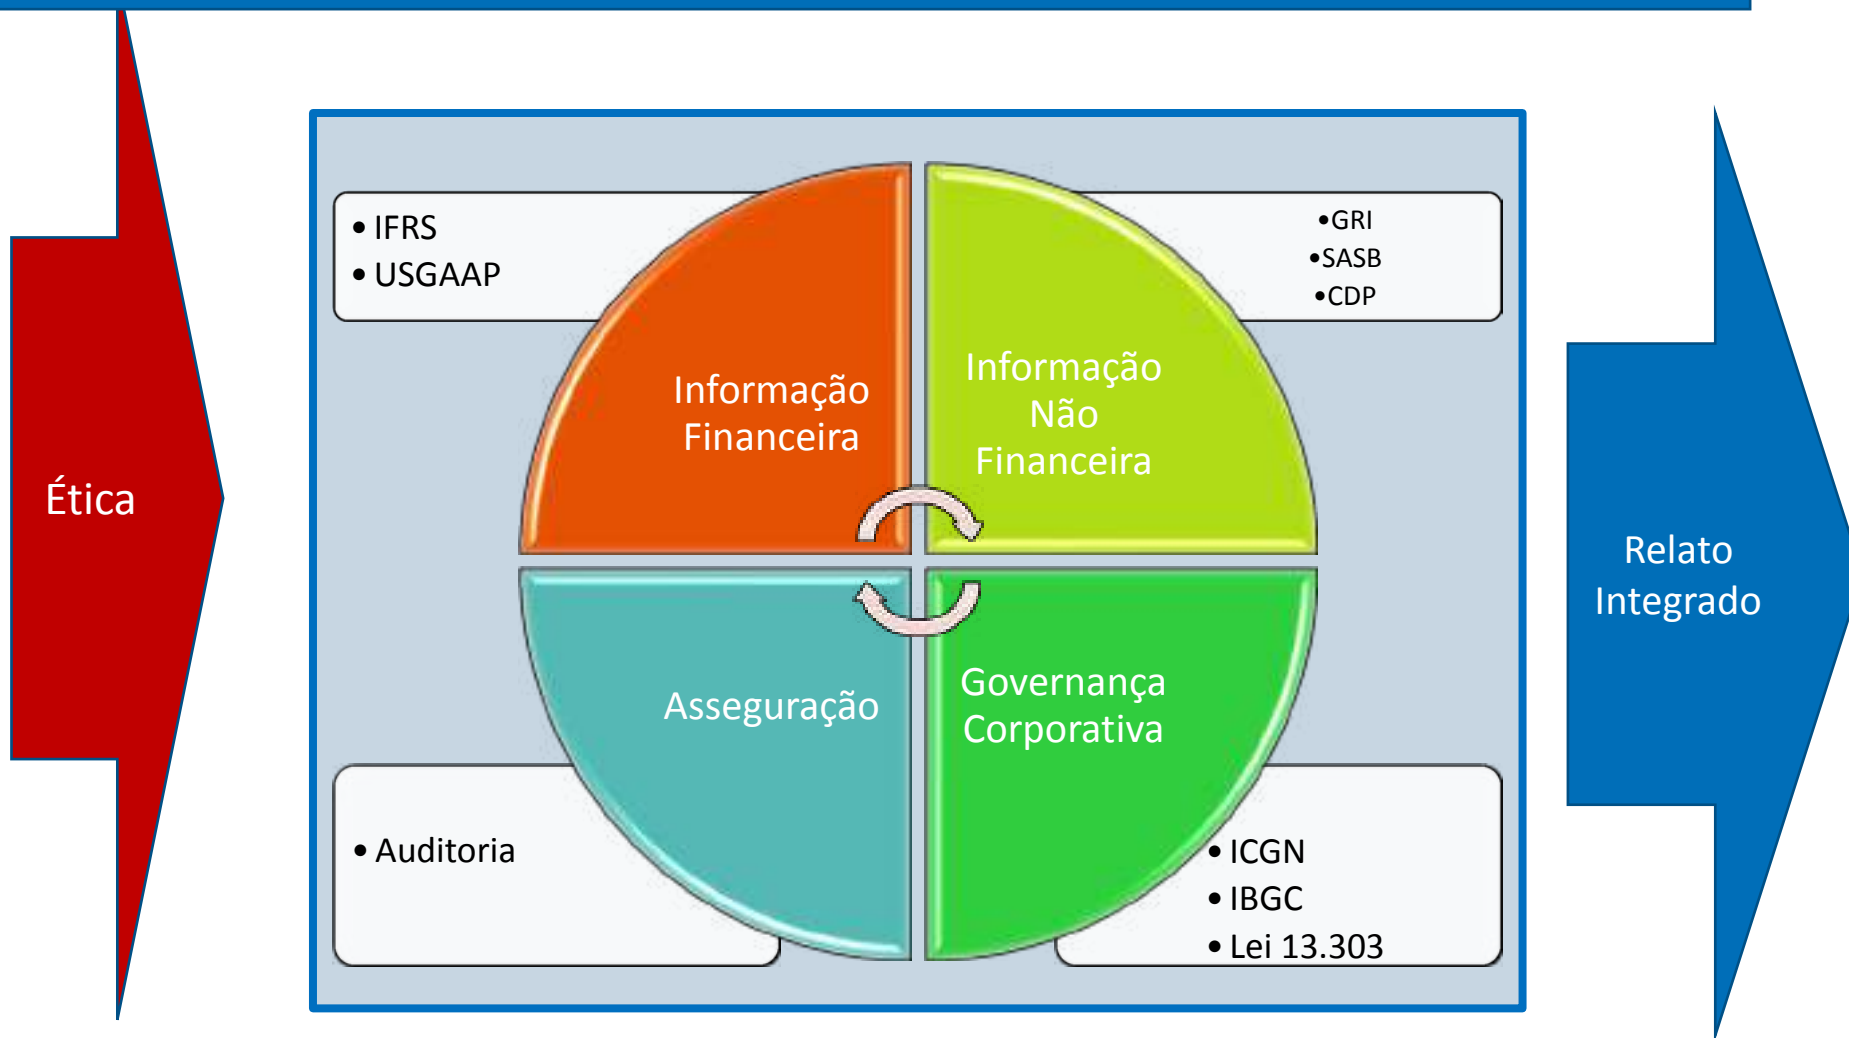 • IFRS
• USGAAP
•GRI
•SASB
•CDP
Informação
Financeira
Informação
Não
Financeira
Ética
Relato
Integrado
Asseguração
Governança
Corporativa
• Auditoria
• ICGN
• IBGC
• Lei 13.303